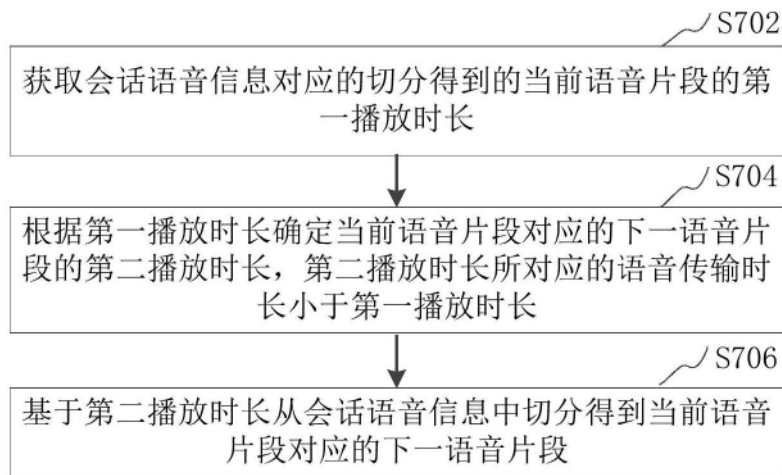 S702
获取会话语音信息对应的切分得到的当前语音片段的第
一播放时长
S704
根据第一播放时长确定当前语音片段对应的下一语音片
段的第二播放时长，第二播放时长所对应的语音传输时
长小于第一播放时长
S706
基于第二播放时长从会话语音信息中切分得到当前语音
片段对应的下一语音片段